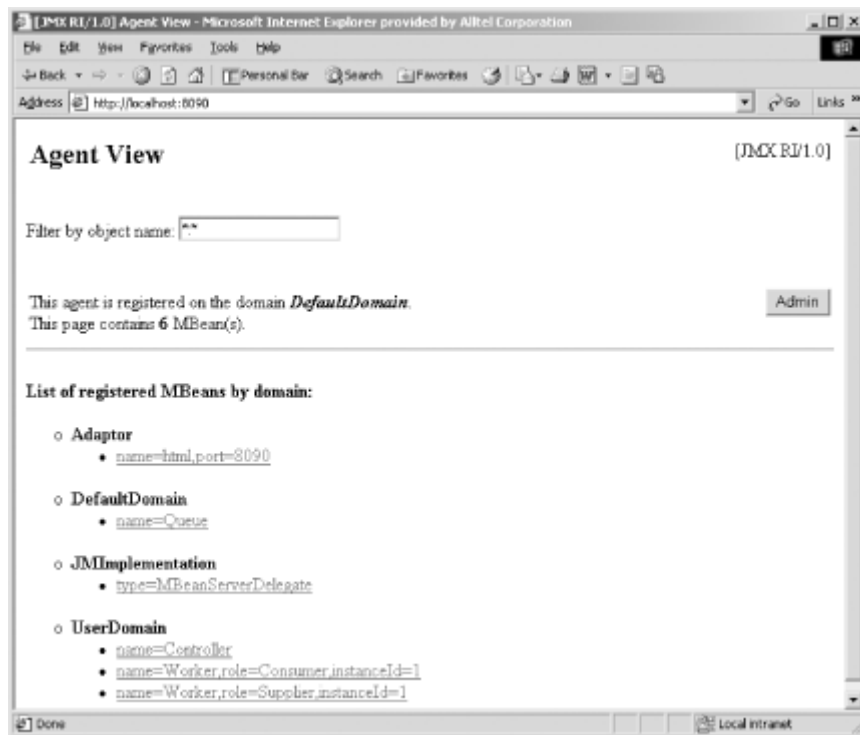 [JMX RI/1.0] Agent View - Microsoft Internet Explorer provided by Alltel Corporation
File Edit View Favorites Tools Help
Back Personal Bar Search Favorites
Address http://localhost:8090 Go Links »
Agent View [JMX RI/1.0]
Filter by object name: *:*
This agent is registered on the domain DefaultDomain. Admin
This page contains 6 MBean(s).
List of registered MBeans by domain:
Adaptor
name=html,port=8090
DefaultDomain
name=Queue
JMImplementation
type=MBeanServerDelegate
UserDomain
name=Controller
name=Worker,role=Consumer,instanceId=1
name=Worker,role=Supplier,instanceId=1
Done Local intranet